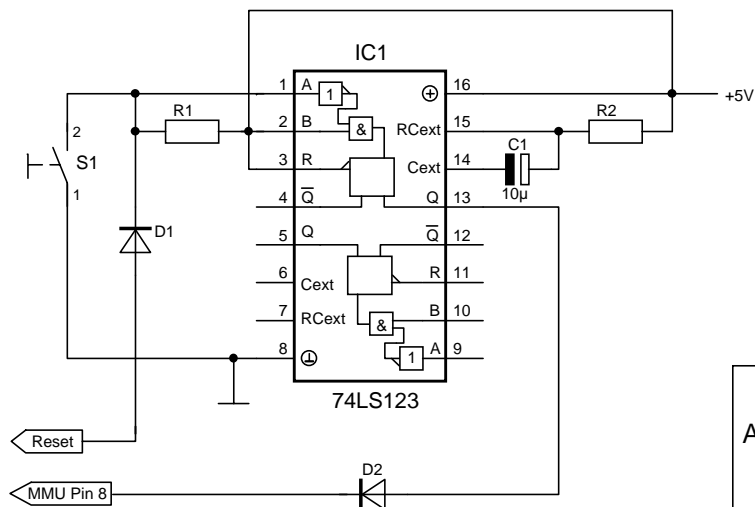 IC1
1 A 1 16
+5V
R1
2 B & RCext 15
R2
2
S1
1
3 R Cext 14
C1
10µ
4 Q Q 13
D1
5 Q Q 12
6 Cext R 11
7 RCext & B 10
8 1 A 9
74LS123
Reset
A
D2
MMU Pin 8